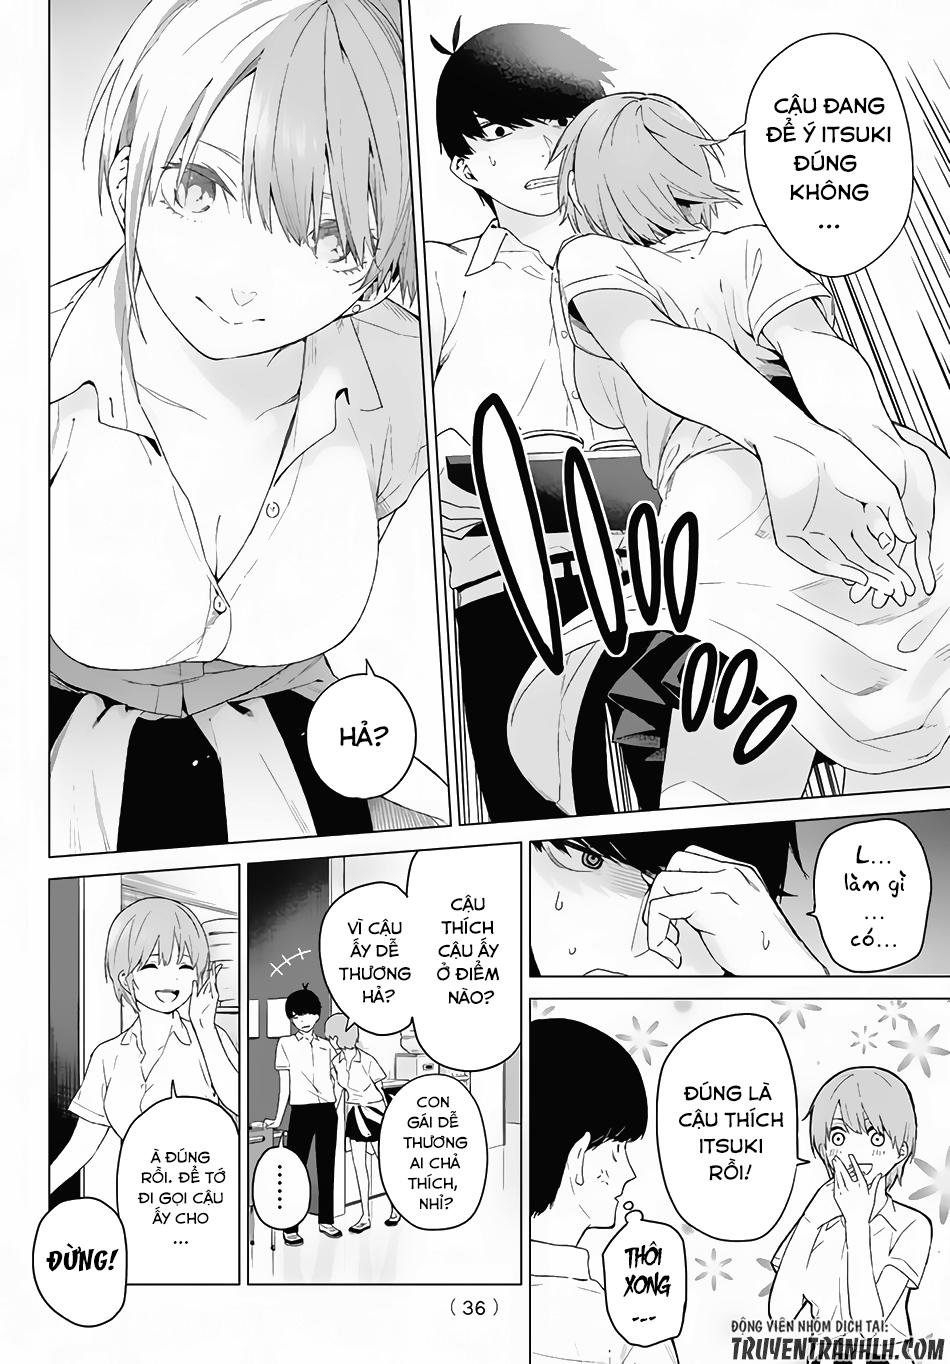 CẬU ĐANG
ĐỂ Ý ITSUKI
ĐÚNG
KHÔNG
...
HẢ?
L...
làm gì
...
có...
ĐÚNG LÀ
CẬU THÍCH
ITSUKI
RỒI!
THÔI
XONG
---
CẬU
THÍCH
CẬU ẤY
Ở ĐIỂM
NÀO?
VÌ CẬU
ẤY DỄ
THƯƠNG
HẢ?
CON
GÁI DỄ
THƯƠNG
AI CHẢ
THÍCH,
NHỈ?
......
À ĐÚNG
RỒI. ĐỂ TỚ
ĐI GỌI CẬU
ẤY CHO
...
ĐỪNG!
( 36 )
ĐỘNG VIÊN NHÓM DỊCH TẠI:
TRUYENTRANHLH.COM